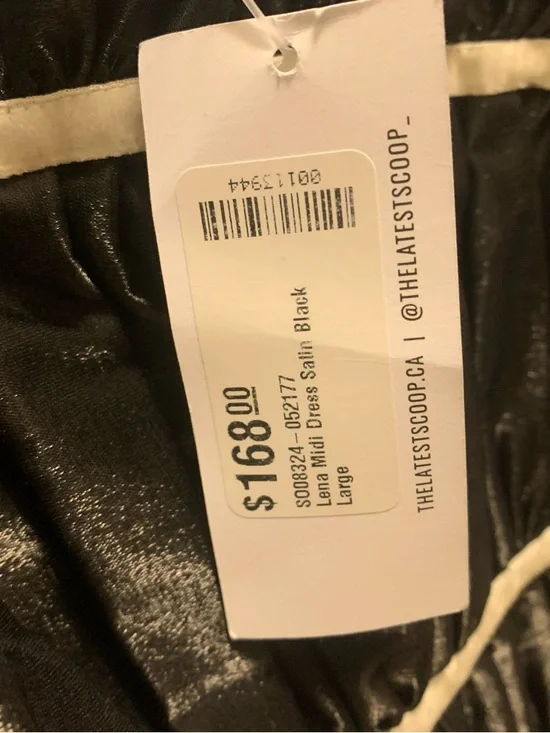 00113944
$168.00
S008324-052177
Lena Midi Dress Satin Black
Large
THELATESTSCOOP.CA | @THELATESTSCOOP_